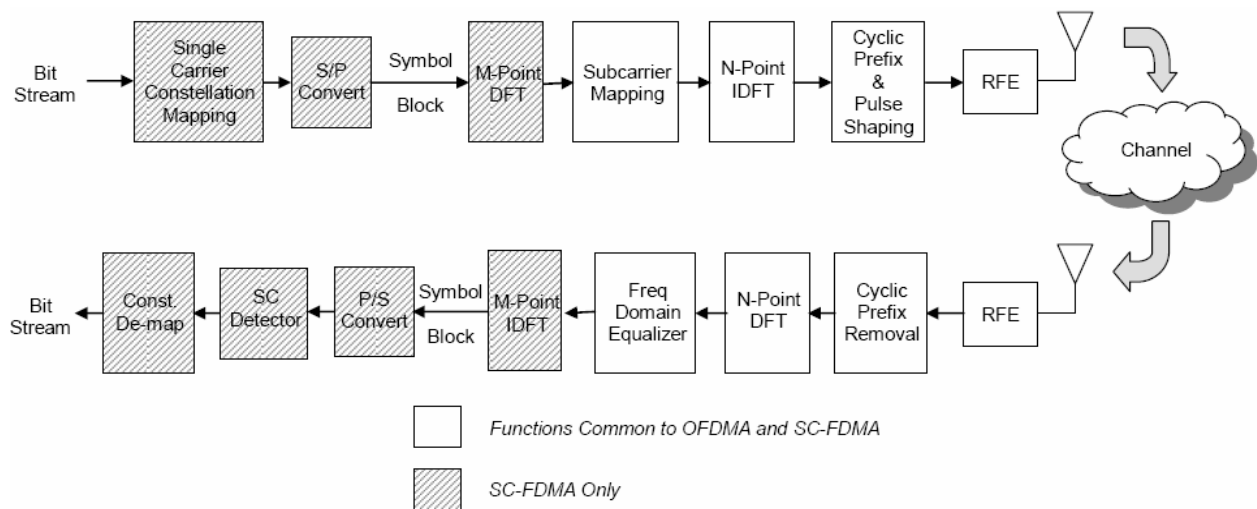 Bit
Stream
Single
Carrier
Constellation
Mapping
S/P
Convert
Symbol
Block
M-Point
DFT
Subcarrier
Mapping
N-Point
IDFT
Cyclic
Prefix
&
Pulse
Shaping
RFE
Channel
Bit
Stream
Const.
De-map
SC
Detector
P/S
Convert
Symbol
Block
M-Point
IDFT
Freq
Domain
Equalizer
N-Point
DFT
Cyclic
Prefix
Removal
RFE
Functions Common to OFDMA and SC-FDMA
SC-FDMA Only